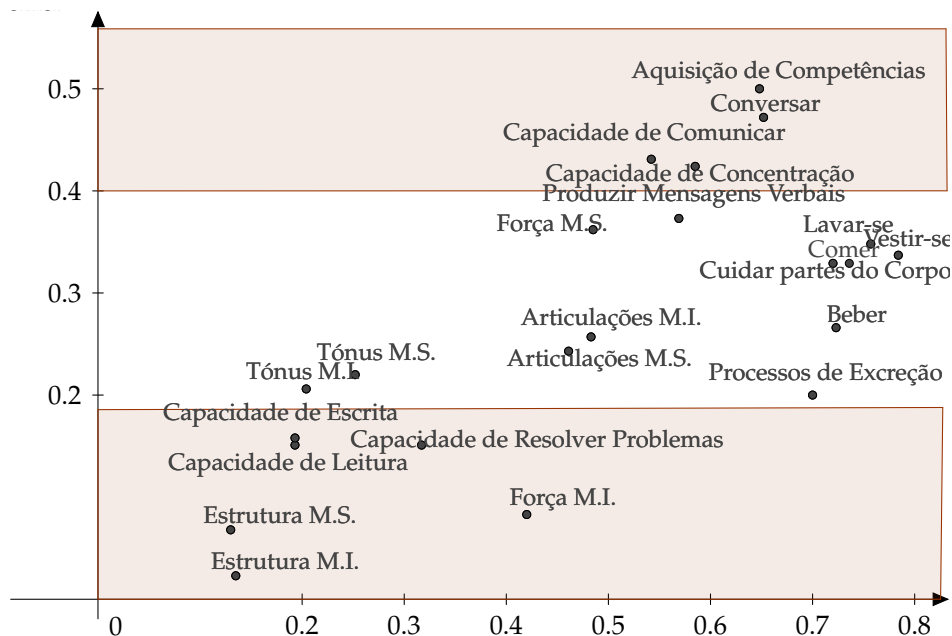 Aquisição de Competências
0.5
Conversar
Capacidade de Comunicar
Capacidade de Concentração
0.4
Produzir Mensagens Verbais
Força M.S.
Lavar-se
Vestir-se
Comer
Cuidar partes do Corpo
0.3
Articulações M.I.
Beber
Tónus M.S.
Articulações M.S.
Tónus M.I.
Processos de Excreção
0.2
Capacidade de Escrita
Capacidade de Resolver Problemas
Capacidade de Leitura
Força M.I.
Estrutura M.S.
Estrutura M.I.
0 0.2 0.3 0.4 0.5 0.6 0.7 0.8